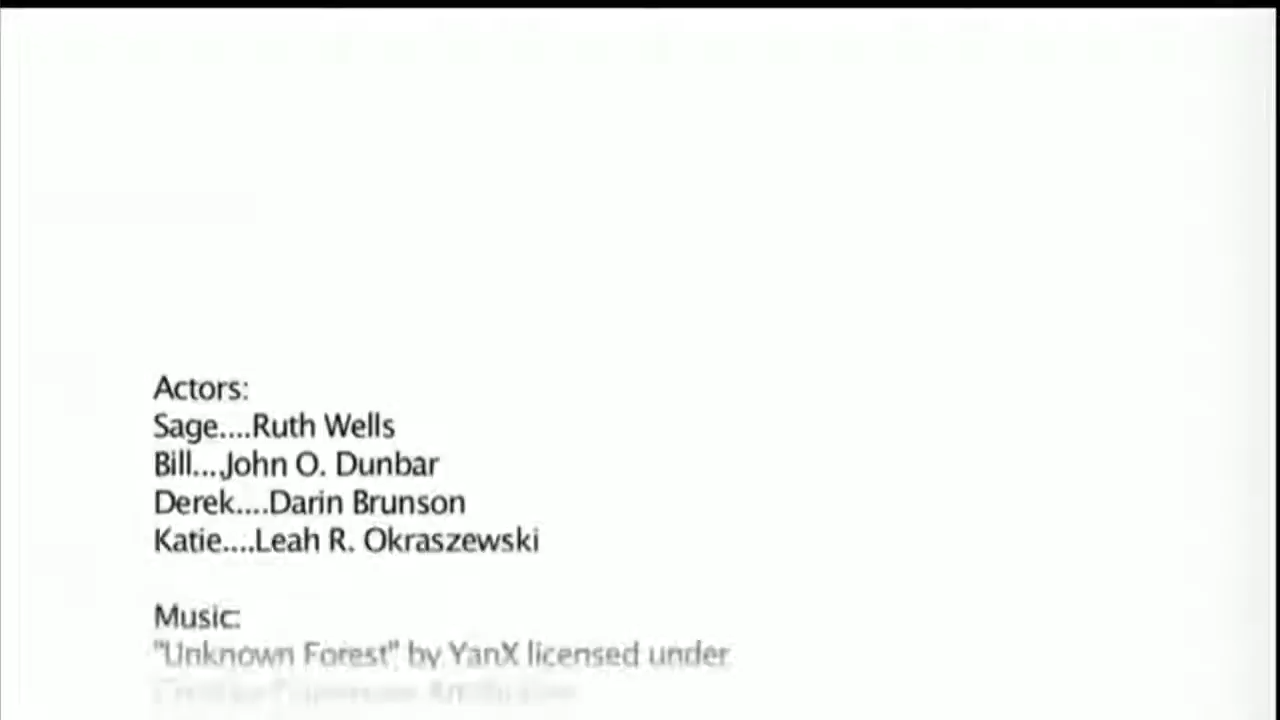 Actors:
Sage....Ruth Wells
Bill....John O. Dunbar
Derek....Darin Brunson
Katie....Leah R. Okraszewski
Music:
"Unknown Forest" by YanX licensed under